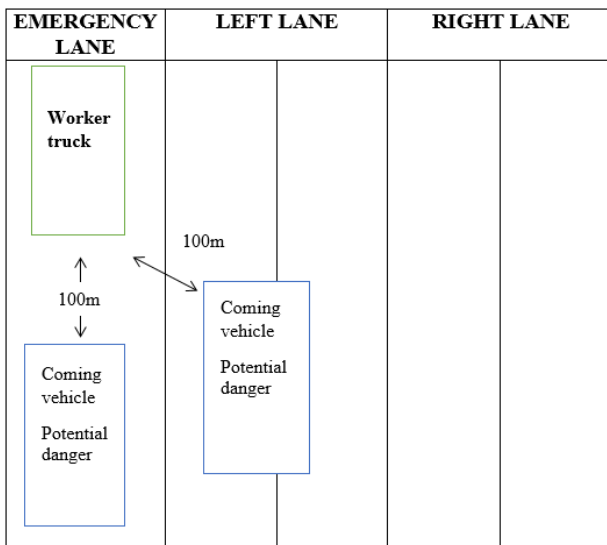 EMERGENCY
LANE
LEFT LANE
RIGHT LANE
Worker
truck
100m
100m
Coming
vehicle
Potential
danger
Coming
vehicle
Potential
danger